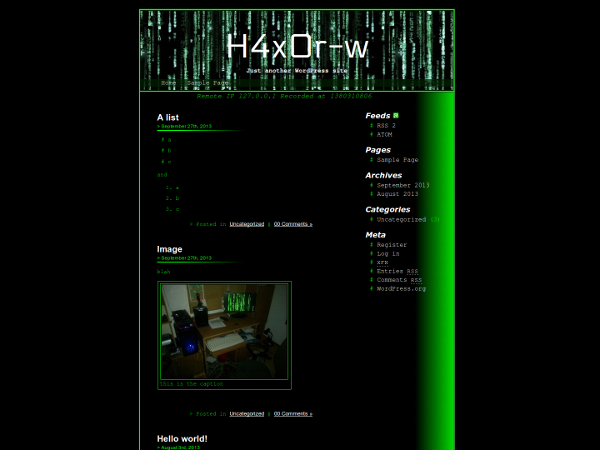 H4x0r-w
Just another WordPress site
Home Sample Page
Remote IP 127.0.0.1 Recorded at 1380310806
A list
> September 27th, 2013
# a
# b
# c
and
1. a
2. b
3. c
> Posted in Uncategorized | 00 Comments »
Image
> September 27th, 2013
blah
this is the caption
> Posted in Uncategorized | 00 Comments »
Hello world!
> August 3rd, 2013
Feeds
# RSS 2
# ATOM
Pages
# Sample Page
Archives
# September 2013
# August 2013
Categories
# Uncategorized (3)
Meta
# Register
# Log in
# XFN
# Entries RSS
# Comments RSS
# WordPress.org